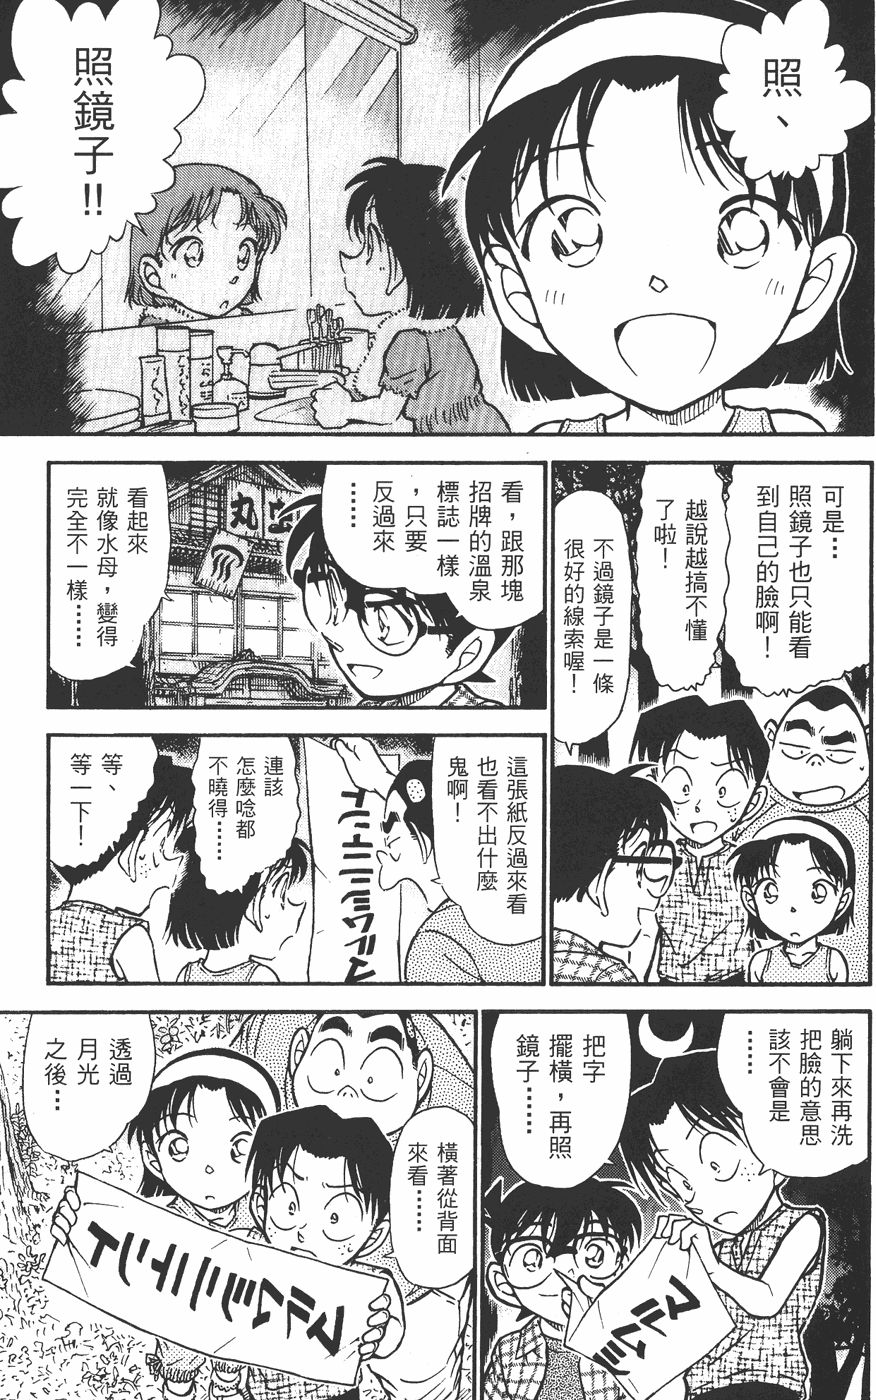 照、
照鏡子!!
可是…
照鏡子也只能看
到自己的臉啊！
越說越搞不懂
了啦！
不過鏡子是一條
很好的線索喔！
看，跟那塊
招牌的溫泉
標誌一樣
，只要
反過來
……
丸
看起來
就像水母，變得
完全不一樣……
這張紙反過來看
也看不出什麼
鬼啊！
連該
怎麼唸都
不曉得……
等、
等一下！
躺下來再洗
把臉的意思
該不會是
……
把字
擺橫，再照
鏡子……
橫著從背面
來看……
透過
月光
之後…